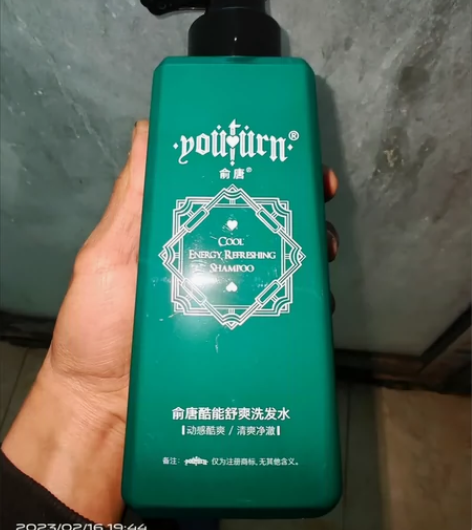 youturn®
俞唐®
COOL
ENERGY REFRESHING
SHAMPOO
俞唐酷能舒爽洗发水
动感酷爽 / 清爽净澈
备注: youturn 仅为注册商标,无其他含义。
2023/02/16 19:44